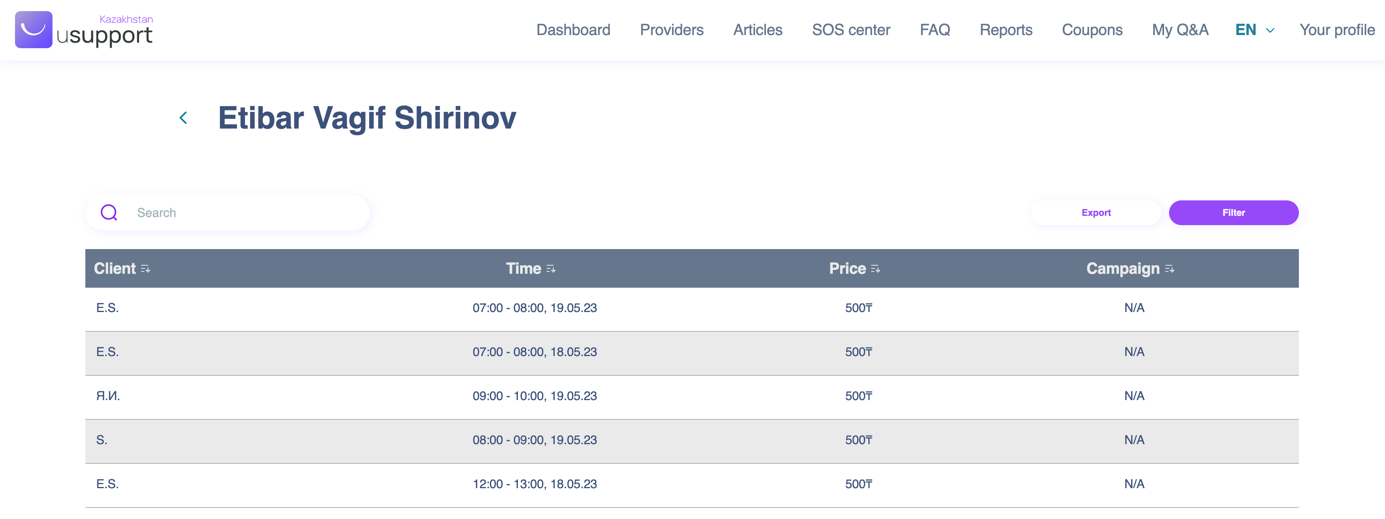 Kazakhstan
usupport
Dashboard Providers Articles SOS center FAQ Reports Coupons My Q&A EN Your profile
Etibar Vagif Shirinov
Search Export Filter
Client Time Price Campaign
E.S. 07:00 - 08:00, 19.05.23 500₸ N/A
E.S. 07:00 - 08:00, 18.05.23 500₸ N/A
Я.И. 09:00 - 10:00, 19.05.23 500₸ N/A
S. 08:00 - 09:00, 19.05.23 500₸ N/A
E.S. 12:00 - 13:00, 18.05.23 500₸ N/A